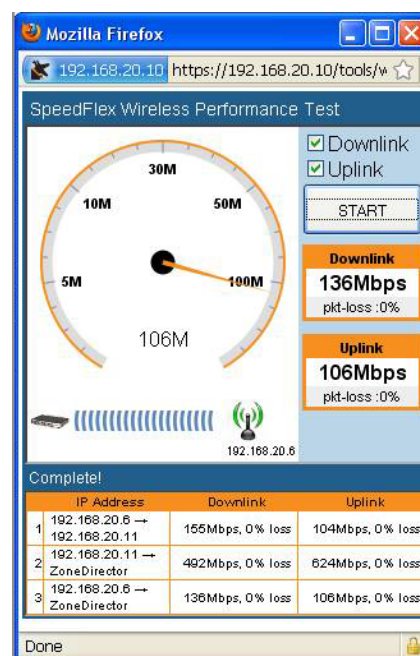 Mozilla Firefox
192.168.20.10 https://192.168.20.10/tools/w
SpeedFlex Wireless Performance Test
30M
10M
50M
5M
100M
106M
192.168.20.6
Downlink
Uplink
START
Downlink
136Mbps
pkt-loss :0%
Uplink
106Mbps
pkt-loss :0%
Complete!
IP Address Downlink Uplink
1 192.168.20.6 → 192.168.20.11 155Mbps, 0% loss 104Mbps, 0% loss
2 192.168.20.11 → ZoneDirector 492Mbps, 0% loss 624Mbps, 0% loss
3 192.168.20.6 → ZoneDirector 136Mbps, 0% loss 106Mbps, 0% loss
Done